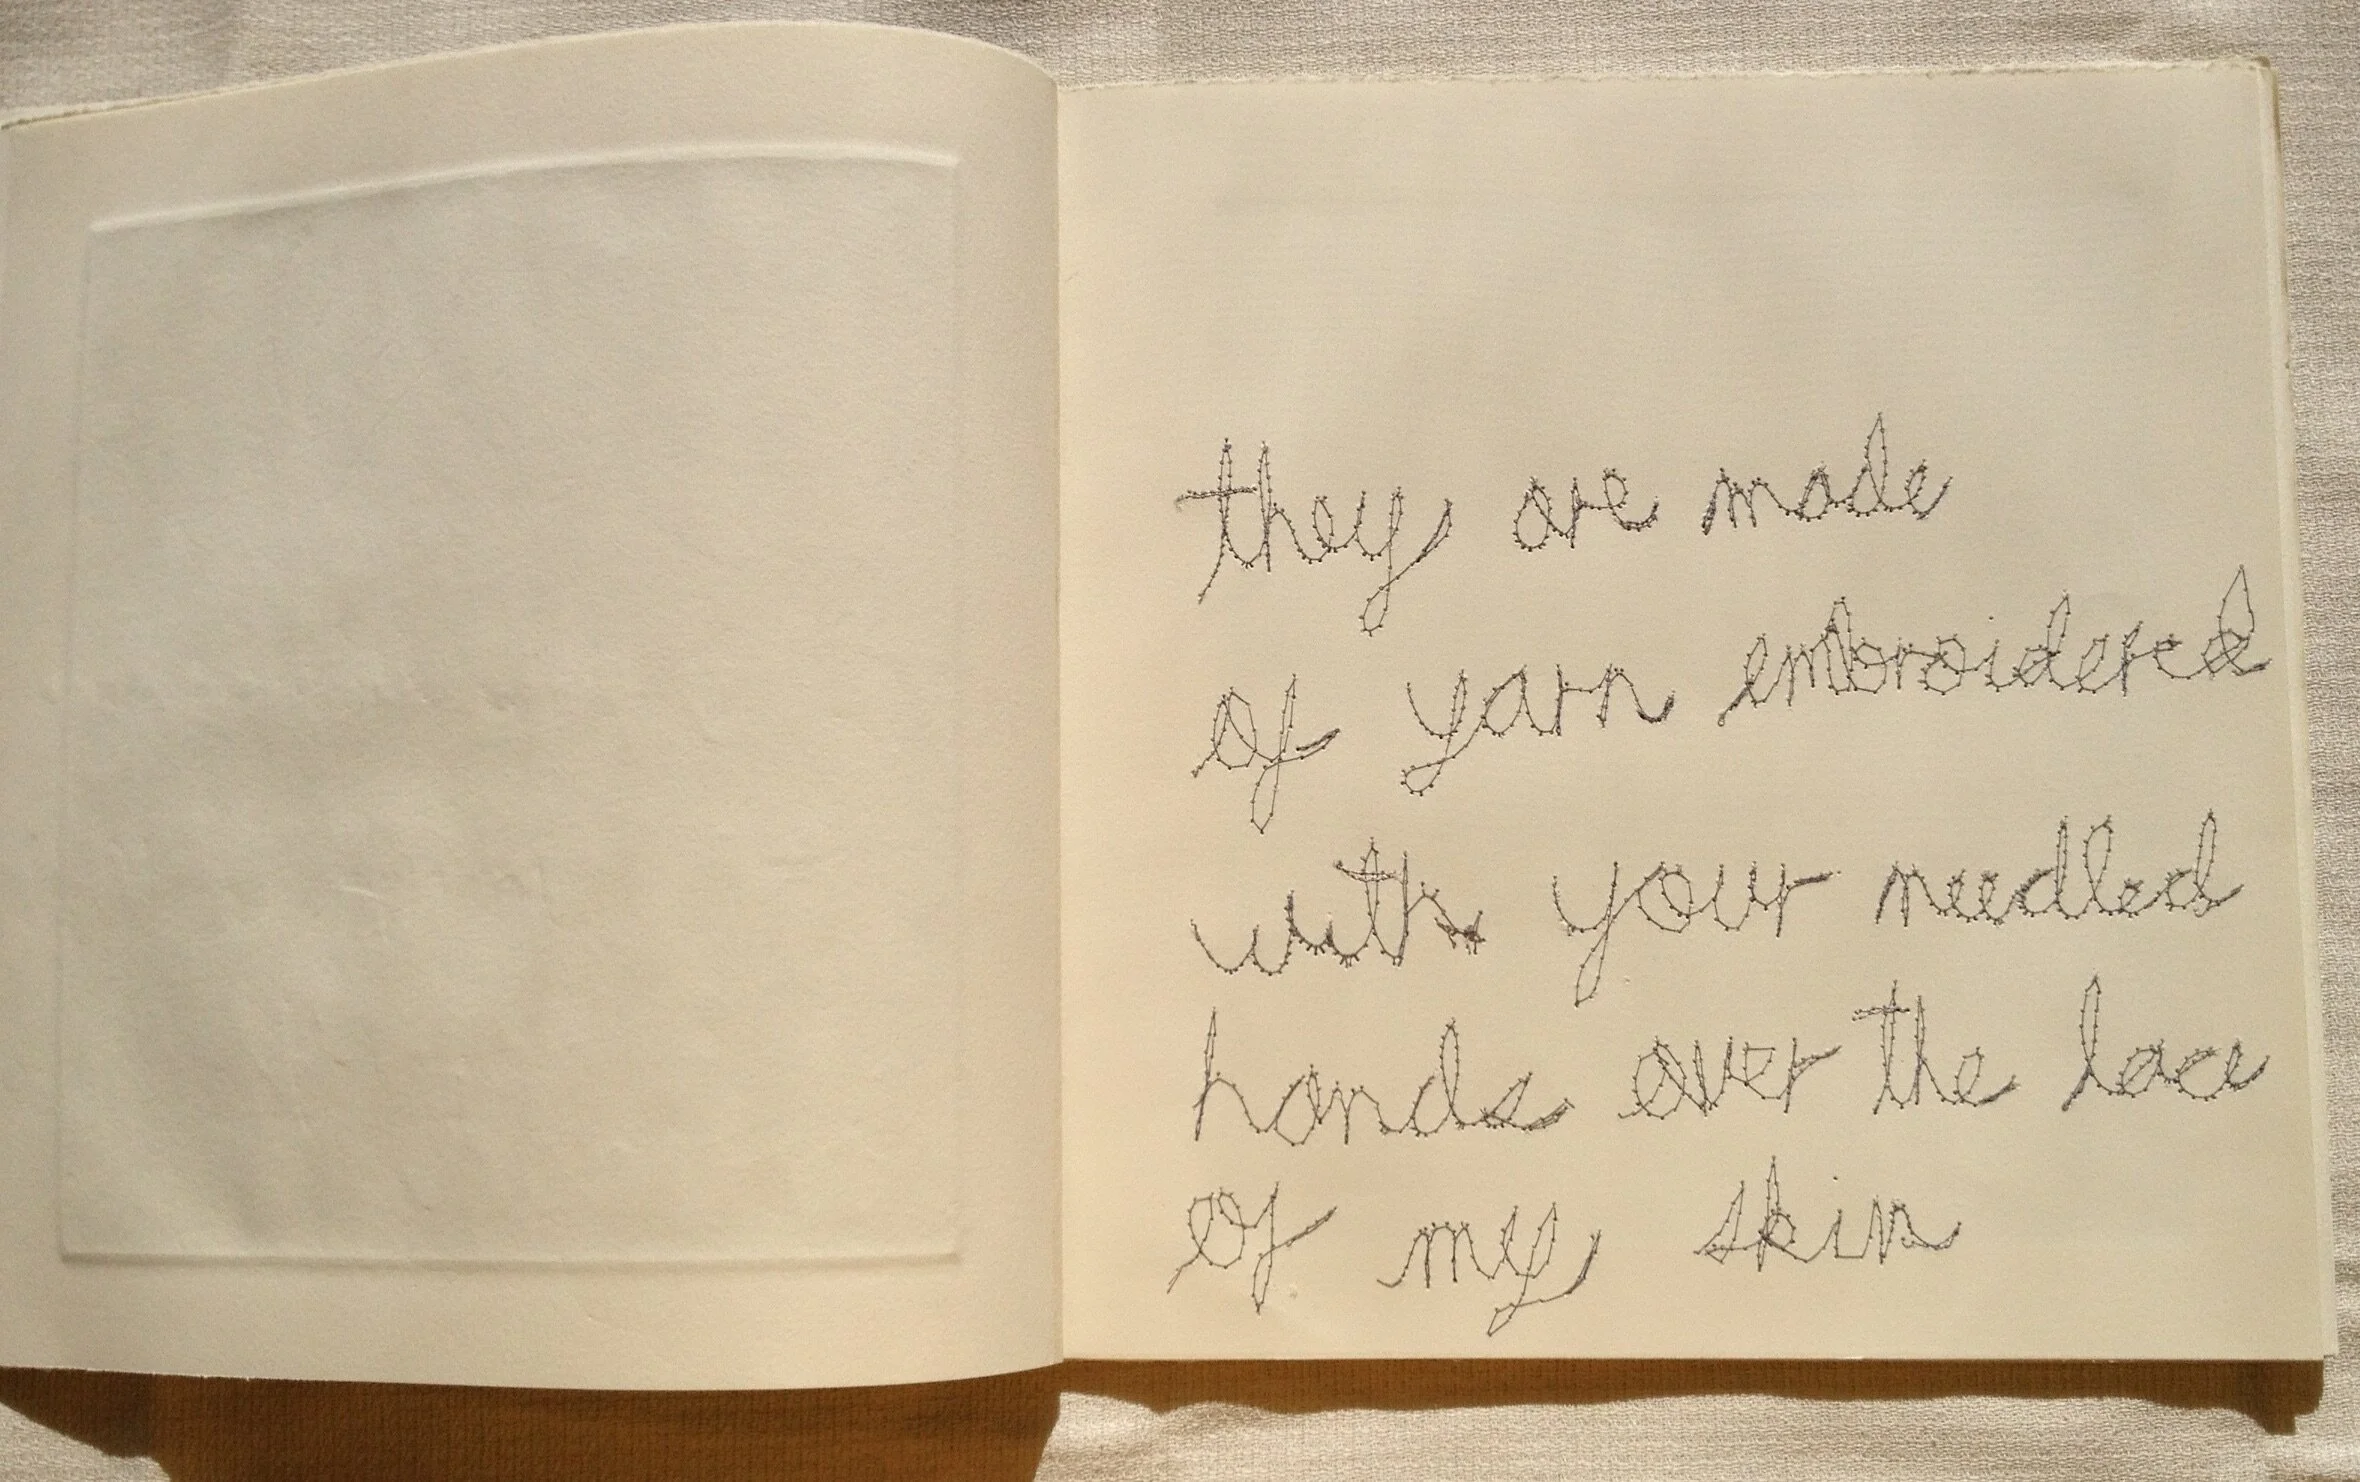 they are made
of yarn embroidered
with your needled
hands over the lace
of my skin